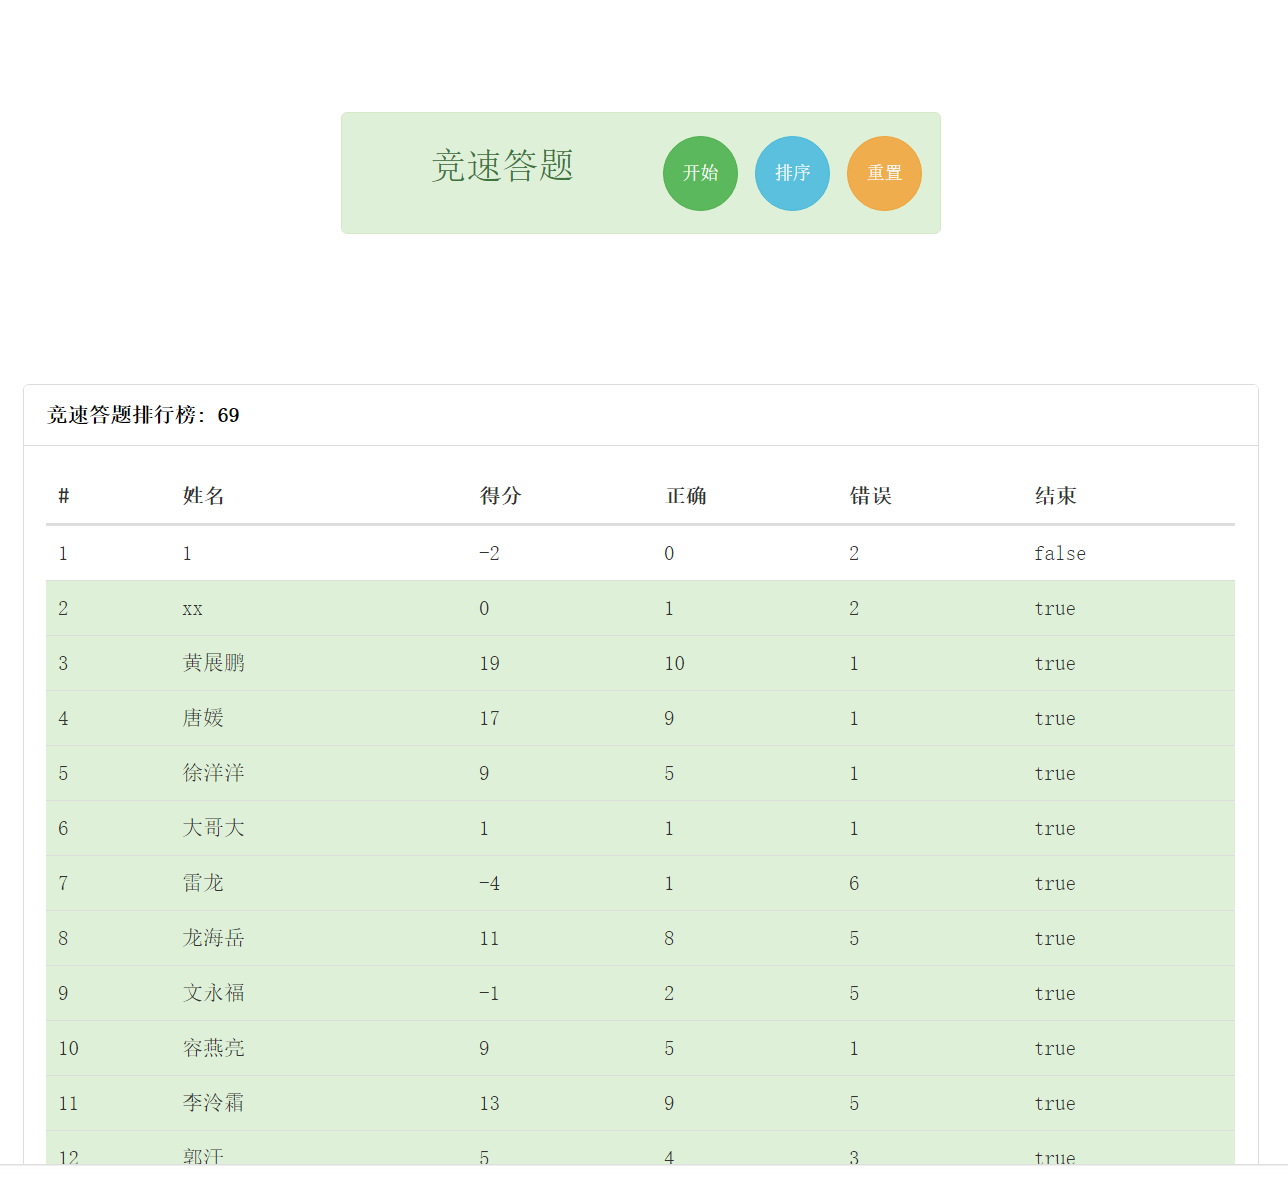 竞速答题 开始 排序 重置
竞速答题排行榜：69
# 姓名 得分 正确 错误 结束
1 1 -2 0 2 false
2 xx 0 1 2 true
3 黄展鹏 19 10 1 true
4 唐媛 17 9 1 true
5 徐洋洋 9 5 1 true
6 大哥大 1 1 1 true
7 雷龙 -4 1 6 true
8 龙海岳 11 8 5 true
9 文永福 -1 2 5 true
10 容燕亮 9 5 1 true
11 李泠霜 13 9 5 true
12 郭汗 5 4 3 true